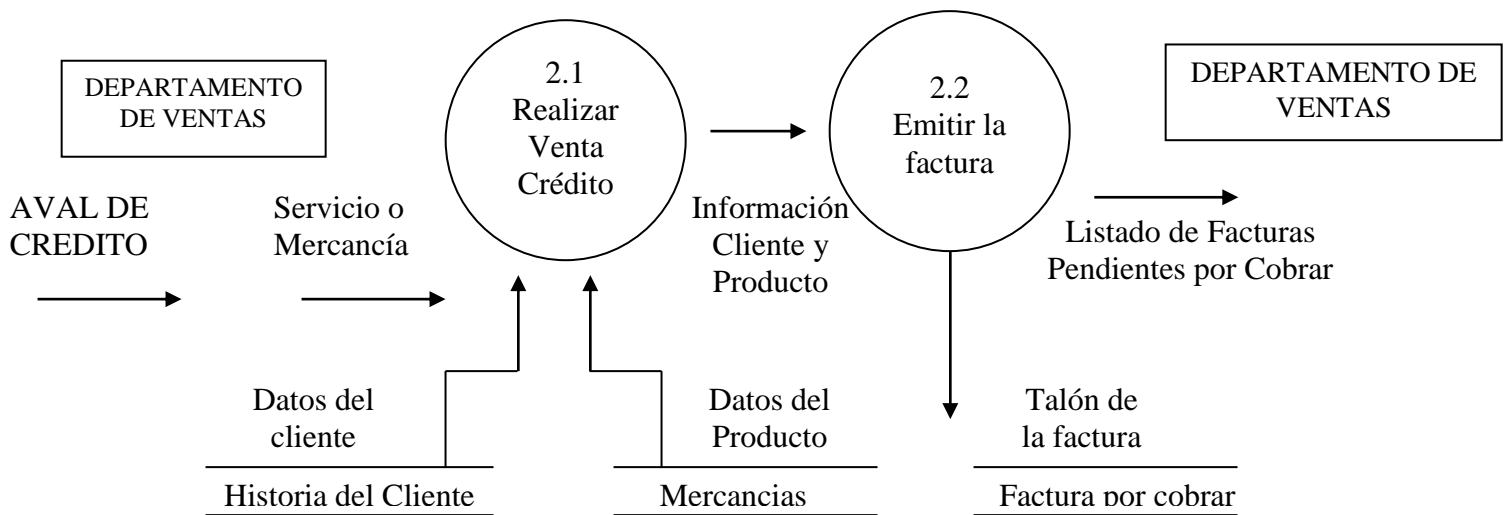 DEPARTAMENTO
DE VENTAS
2.1
Realizar
Venta
Crédito
2.2
Emitir la
factura
DEPARTAMENTO DE
VENTAS
AVAL DE
CREDITO
Servicio o
Mercancía
Información
Cliente y
Producto
Listado de Facturas
Pendientes por Cobrar
Datos del
cliente
Datos del
Producto
Talón de
la factura
Historia del Cliente
Mercancias
Factura por cobrar